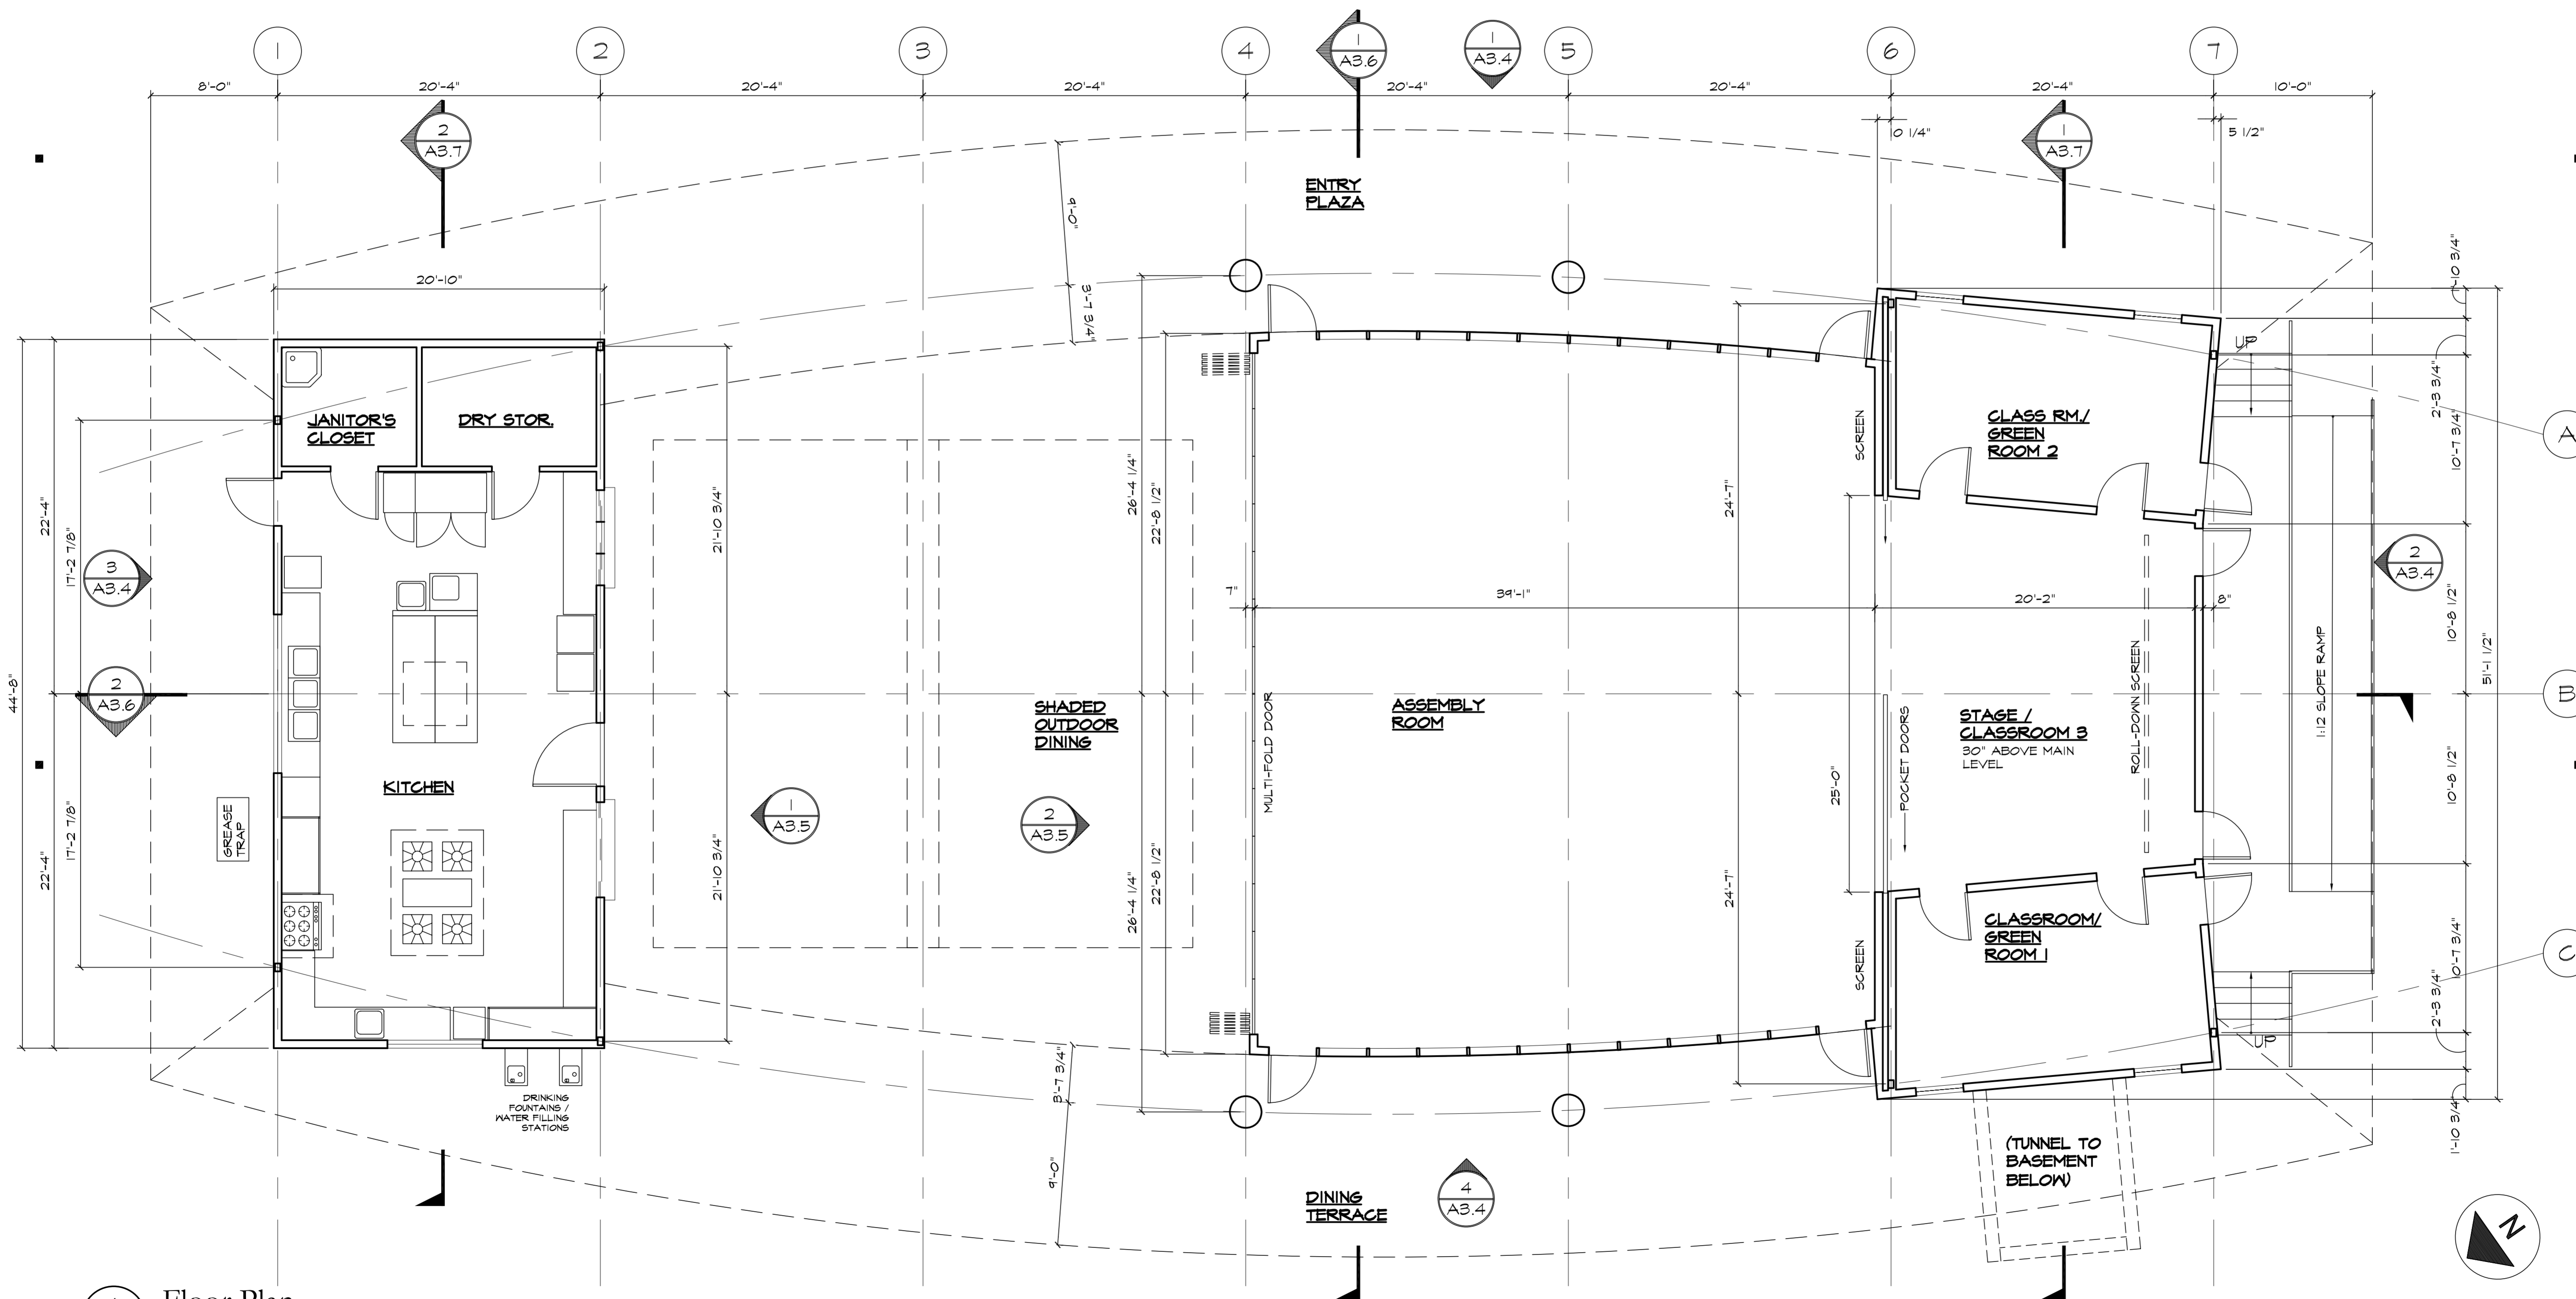 1
2
3
4
5
6
7
1
A3.6
1
A3.4
8'-0"
20'-4"
20'-4"
20'-4"
20'-4"
20'-4"
20'-4"
10'-0"
2
A3.7
1
A3.7
0 1/4"
5 1/2"
ENTRY
PLAZA
9'-0"
3'-7 3/4"
20'-10"
1'-10 3/4"
UP
JANITOR'S
CLOSET
DRY STOR.
SCREEN
CLASS RM./
GREEN
ROOM 2
2'-3 3/4"
10'-7 3/4"
A
22'-4"
17'-2 7/8"
21'-10 3/4"
26'-4 1/4"
22'-8 1/2"
24'-7"
3
A3.4
2
A3.4
7"
39'-1"
20'-2"
8"
10'-8 1/2"
51'-1 1/2"
44'-8"
2
A3.6
1:12 SLOPE RAMP
ROLL-DOWN SCREEN
B
SHADED
OUTDOOR
DINING
MULTI-FOLD DOOR
ASSEMBLY
ROOM
POCKET DOORS
STAGE /
CLASSROOM 3
30" ABOVE MAIN
LEVEL
KITCHEN
GREASE
TRAP
1
A3.5
2
A3.5
25'-0"
10'-8 1/2"
22'-4"
17'-2 7/8"
21'-10 3/4"
26'-4 1/4"
22'-8 1/2"
24'-7"
SCREEN
CLASSROOM/
GREEN
ROOM 1
10'-7 3/4"
2'-3 3/4"
C
UP
3'-7 3/4"
9'-0"
DRINKING
FOUNTAINS /
WATER FILLING
STATIONS
1'-10 3/4"
(TUNNEL TO
BASEMENT
BELOW)
DINING
TERRACE
4
A3.4
N
Floor Plan